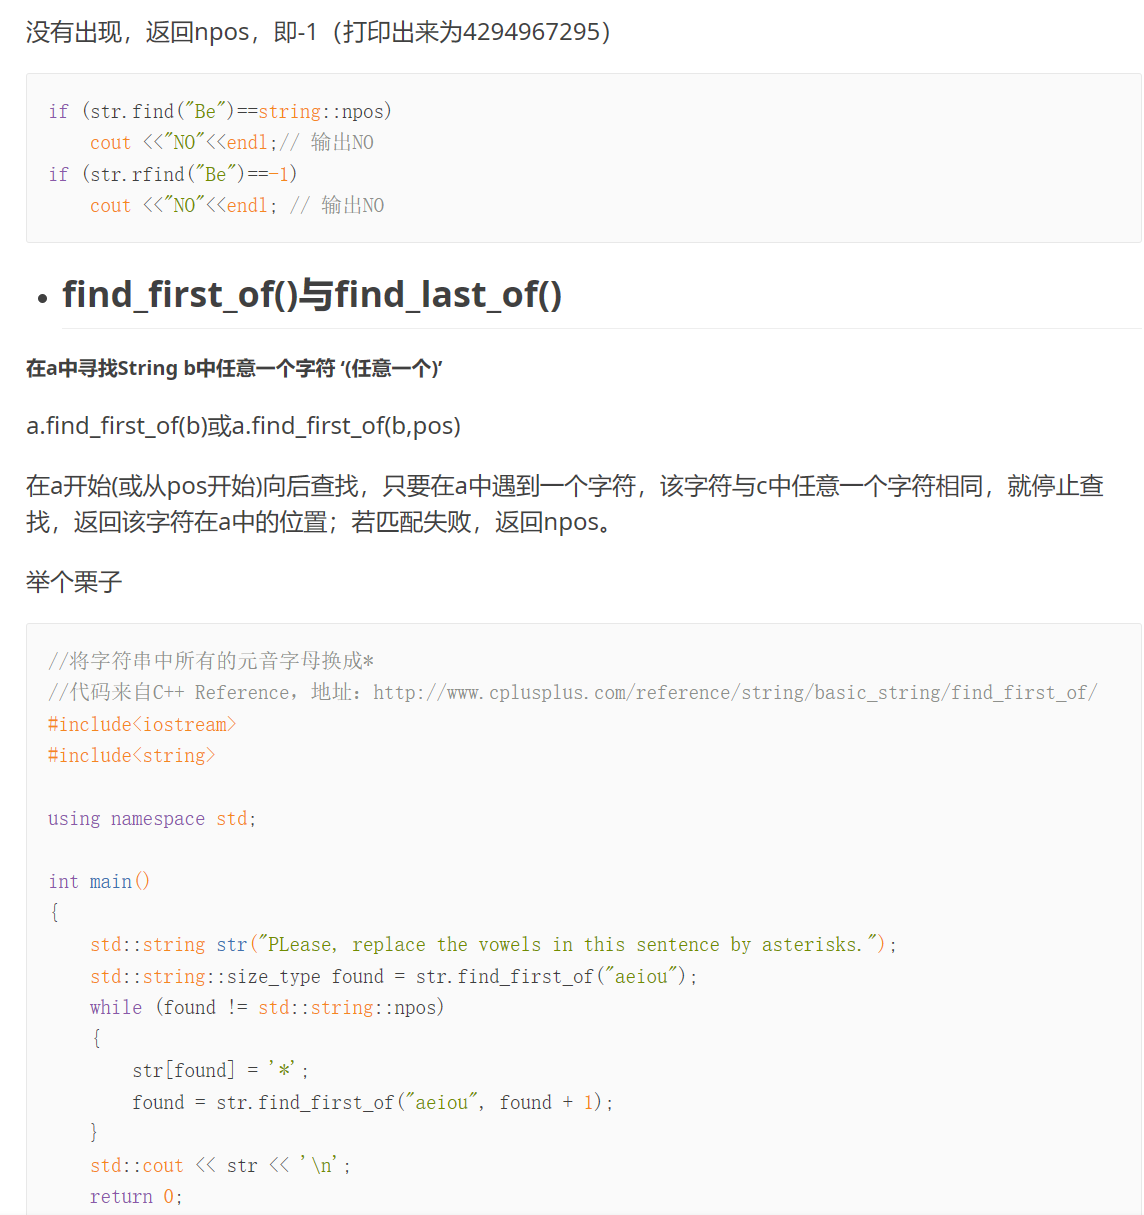 没有出现，返回npos，即-1（打印出来为4294967295）
if (str.find("Be")==string::npos)
    cout <<"NO"<<endl;// 输出NO
if (str.rfind("Be")==-1)
    cout <<"NO"<<endl; // 输出NO
• find_first_of()与find_last_of()
在a中寻找String b中任意一个字符 ‘(任意一个)’
a.find_first_of(b)或a.find_first_of(b,pos)
在a开始(或从pos开始)向后查找，只要在a中遇到一个字符，该字符与c中任意一个字符相同，就停止查
找，返回该字符在a中的位置；若匹配失败，返回npos。
举个栗子
//将字符串中所有的元音字母换成*
//代码来自C++ Reference，地址：http://www.cplusplus.com/reference/string/basic_string/find_first_of/
#include<iostream>
#include<string>
using namespace std;
int main()
{
    std::string str("PLease, replace the vowels in this sentence by asterisks.");
    std::string::size_type found = str.find_first_of("aeiou");
    while (found != std::string::npos)
    {
        str[found] = '*';
        found = str.find_first_of("aeiou", found + 1);
    }
    std::cout << str << '\n';
    return 0;